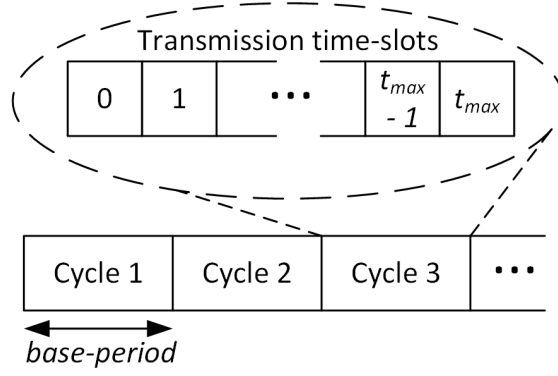 Transmission time-slots
0 1 ... t_max - 1 t_max
Cycle 1 Cycle 2 Cycle 3 ...
base-period